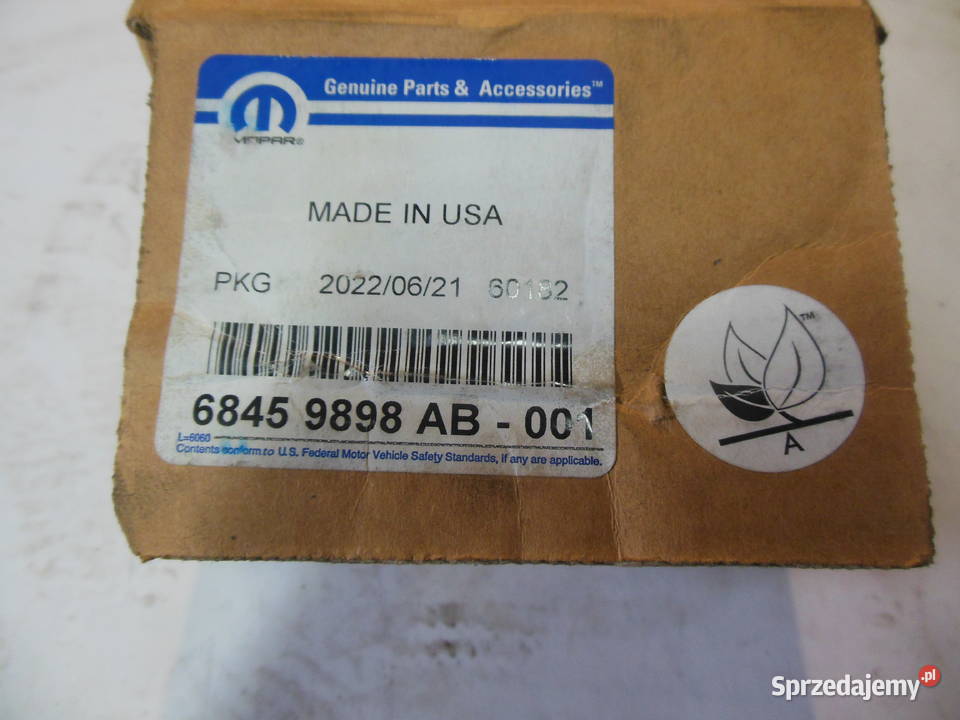 Genuine Parts & Accessories™
MOPAR®
MADE IN USA
PKG 2022/06/21 60182
6845 9898 AB - 001
L=6060
Contents conform to U.S. Federal Motor Vehicle Safety Standards, if any are applicable.
TM
A
Sprzedajemy.pl